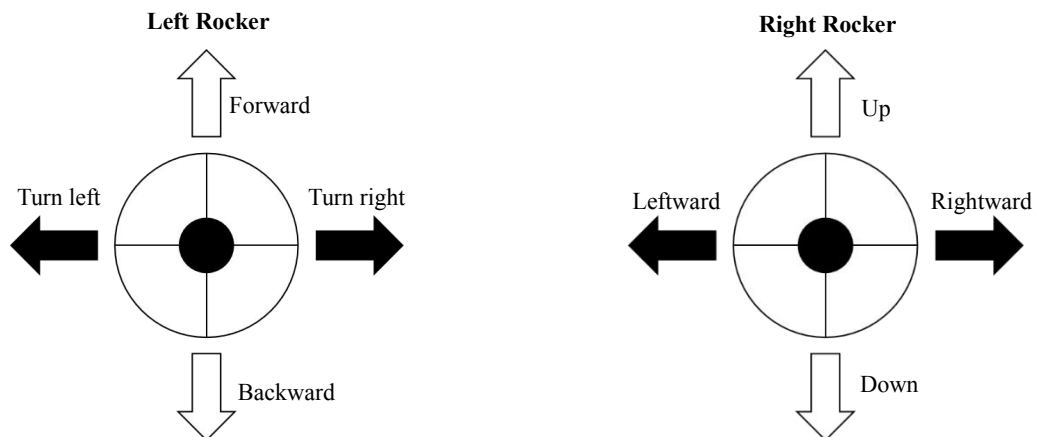 Left Rocker
Forward
Turn left
Turn right
Backward
Right Rocker
Up
Leftward
Rightward
Down